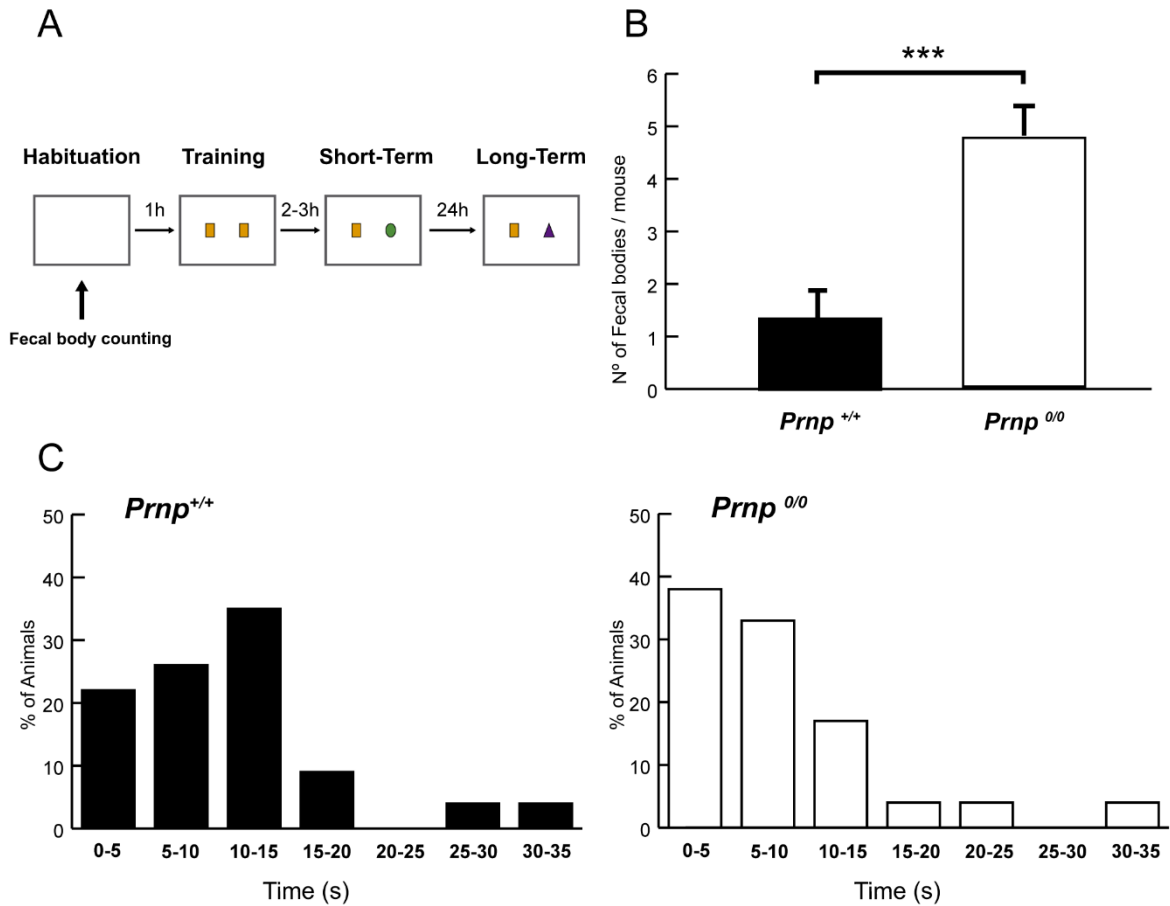 A
Habituation
Training
Short-Term
Long-Term
1h
2-3h
24h
Fecal body counting
B
***
Nº of Fecal bodies / mouse
6
5
4
3
2
1
0
Prnp +/+
Prnp 0/0
C
Prnp+/+
% of Animals
50
40
30
20
10
0
0-5 5-10 10-15 15-20 20-25 25-30 30-35
Time (s)
Prnp 0/0
% of Animals
50
40
30
20
10
0
0-5 5-10 10-15 15-20 20-25 25-30 30-35
Time (s)